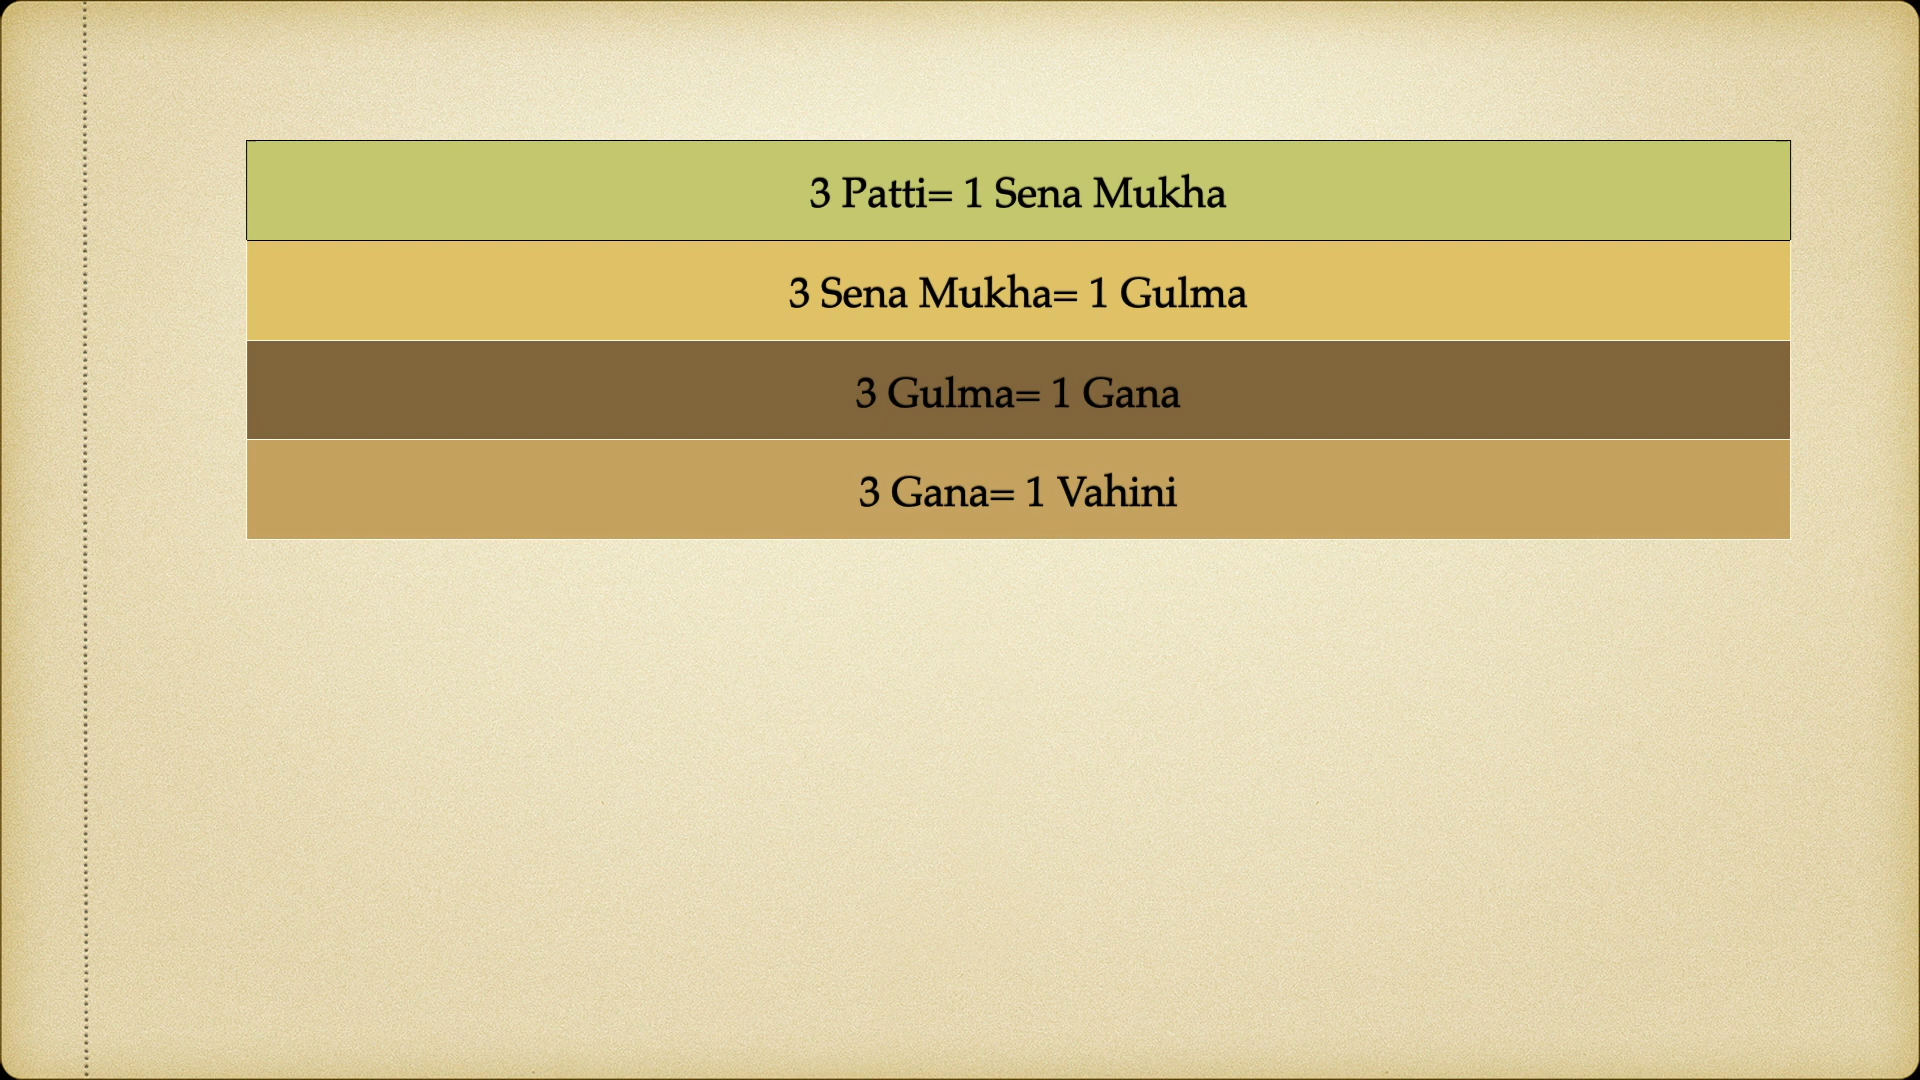 3 Patti= 1 Sena Mukha
3 Sena Mukha= 1 Gulma
3 Gulma= 1 Gana
3 Gana= 1 Vahini